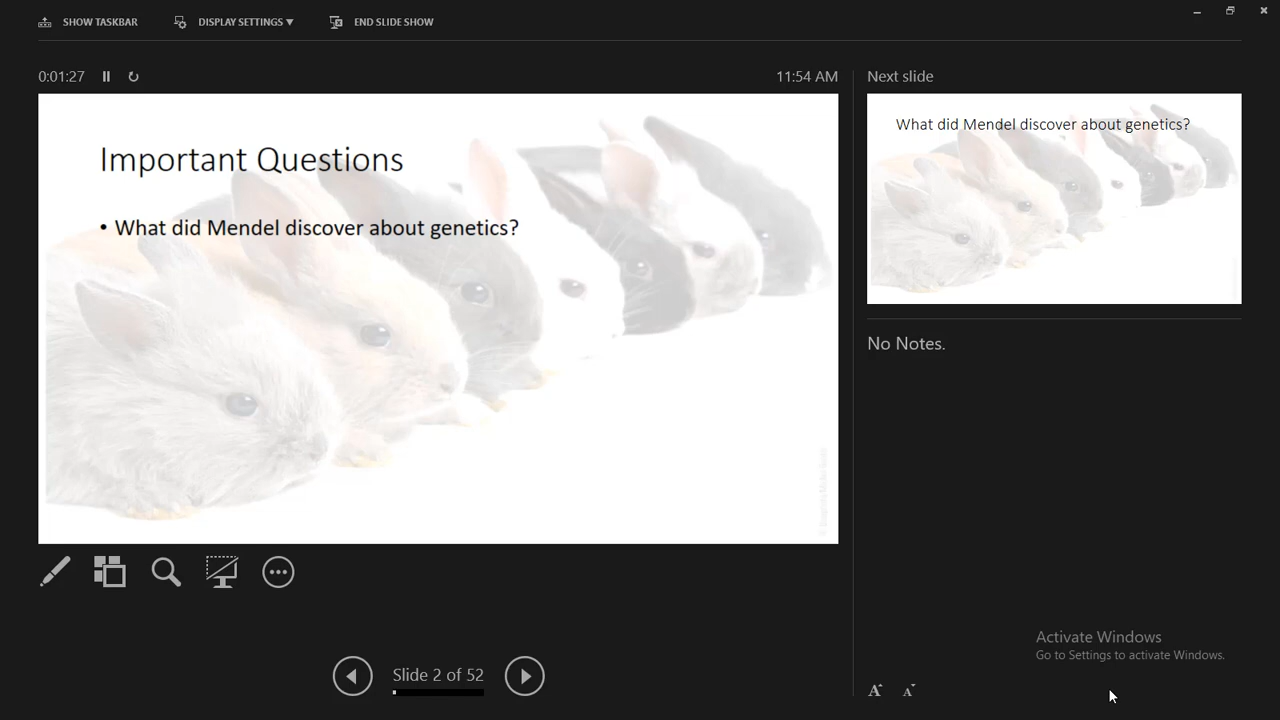 SHOW TASKBAR
DISPLAY SETTINGS ▼
END SLIDE SHOW
0:01:27
11:54 AM
Next slide
Important Questions
• What did Mendel discover about genetics?
What did Mendel discover about genetics?
No Notes.
Slide 2 of 52
Activate Windows
Go to Settings to activate Windows.
A A